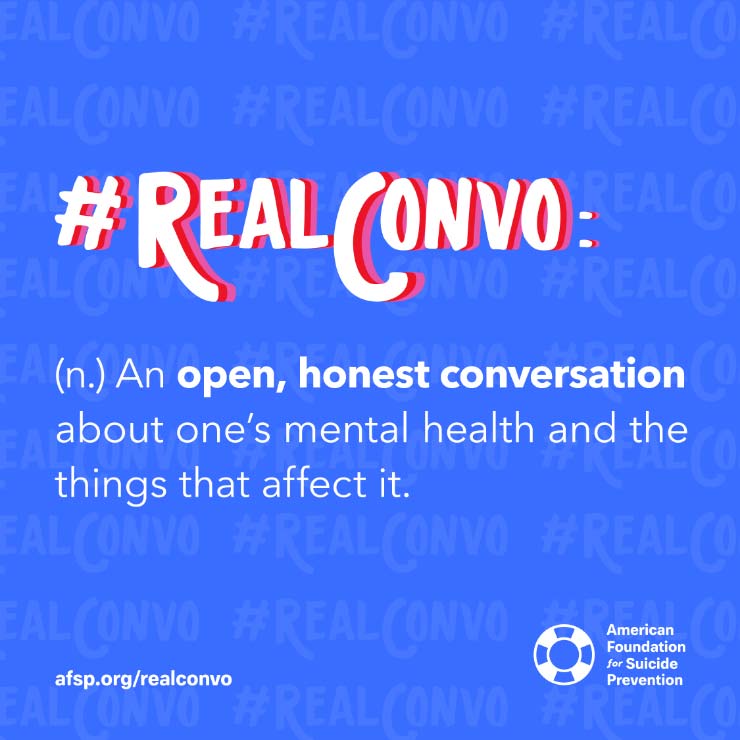 #REALCONVO:
(n.) An open, honest conversation
about one’s mental health and the
things that affect it.
afsp.org/realconvo
American
Foundation
for Suicide
Prevention